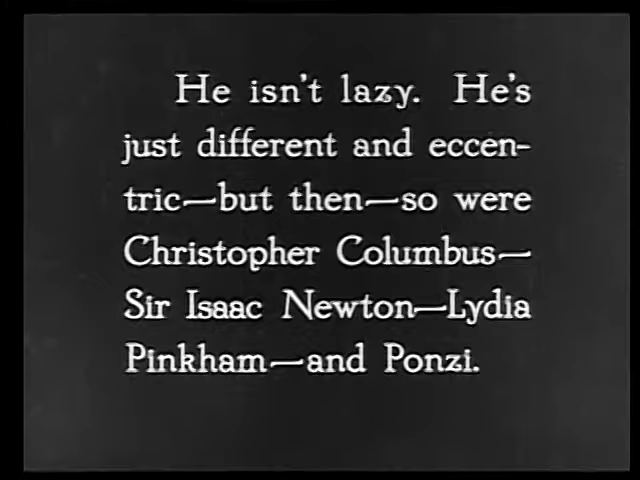 He isn't lazy. He's
just different and eccen-
tric—but then—so were
Christopher Columbus—
Sir Isaac Newton—Lydia
Pinkham—and Ponzi.